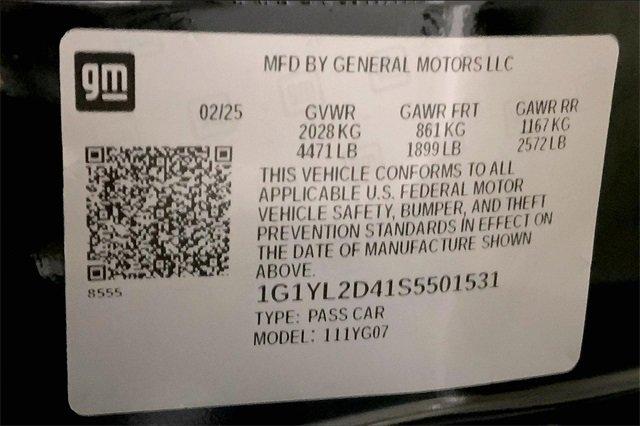 gm
MFD BY GENERAL MOTORS LLC
02/25 GVWR GAWR FRT GAWR RR
2028 KG 861 KG 1167 KG
4471 LB 1899 LB 2572 LB
THIS VEHICLE CONFORMS TO ALL
APPLICABLE U.S. FEDERAL MOTOR
VEHICLE SAFETY, BUMPER, AND THEFT
PREVENTION STANDARDS IN EFFECT ON
THE DATE OF MANUFACTURE SHOWN
ABOVE.
8555
1G1YL2D41S5501531
TYPE: PASS CAR
MODEL: 111YG07